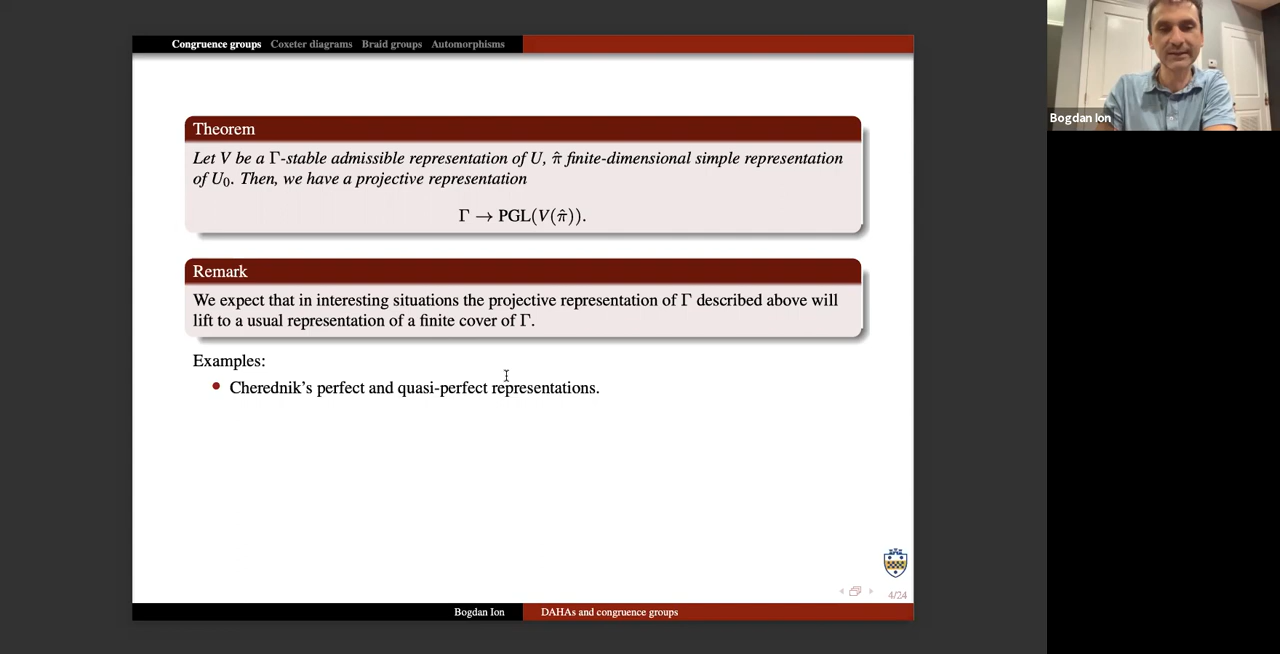 Congruence groups Coxeter diagrams Braid groups Automorphisms
Theorem
Let V be a Γ-stable admissible representation of U, π̂ finite-dimensional simple representation
of U₀. Then, we have a projective representation
Γ → PGL(V(π̂)).
Remark
We expect that in interesting situations the projective representation of Γ described above will
lift to a usual representation of a finite cover of Γ.
Examples:
Cherednik's perfect and quasi-perfect representations.
4/24
Bogdan Ion DAHAs and congruence groups
Bogdan Ion